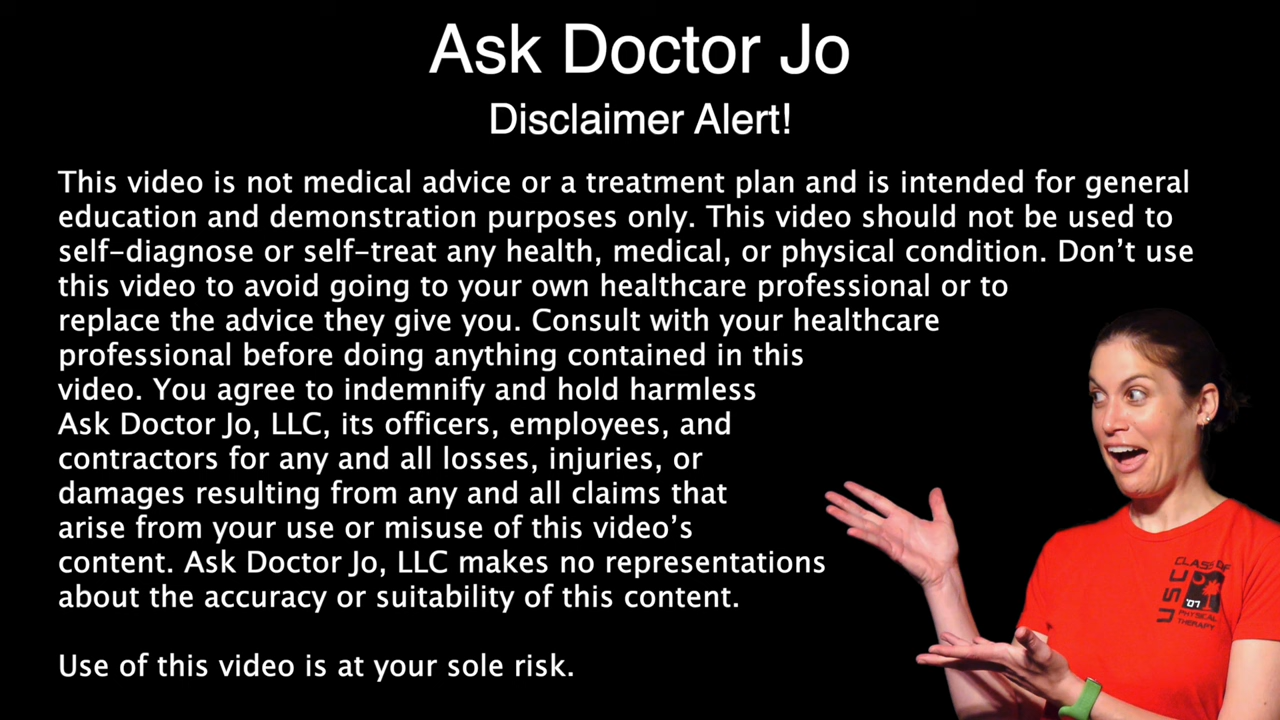 Ask Doctor Jo
Disclaimer Alert!
This video is not medical advice or a treatment plan and is intended for general
education and demonstration purposes only. This video should not be used to
self-diagnose or self-treat any health, medical, or physical condition. Don’t use
this video to avoid going to your own healthcare professional or to
replace the advice they give you. Consult with your healthcare
professional before doing anything contained in this
video. You agree to indemnify and hold harmless
Ask Doctor Jo, LLC, its officers, employees, and
contractors for any and all losses, injuries, or
damages resulting from any and all claims that
arise from your use or misuse of this video’s
content. Ask Doctor Jo, LLC makes no representations
about the accuracy or suitability of this content.
Use of this video is at your sole risk.
CLASS OF
USC
'07
PHYSICAL
THERAPY